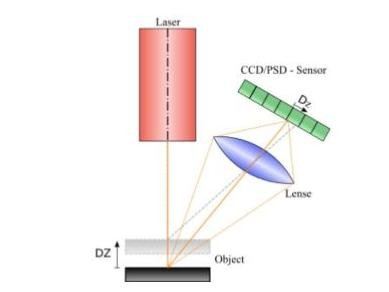 Laser
CCD/PSD - Sensor
Dz
Lense
DZ
Object